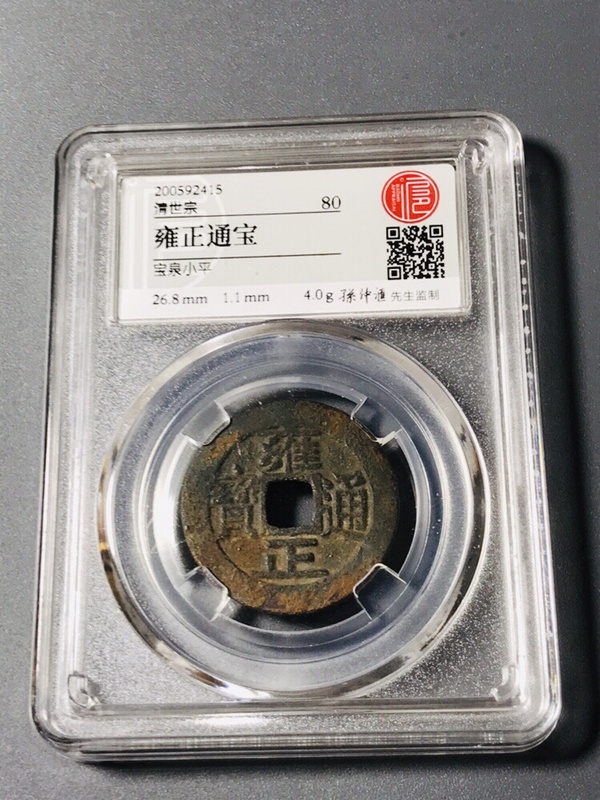 200592415
清世宗
80
雍正通宝
宝泉小平
26.8mm 1.1mm 4.0g 孫仲匯先生监制
雍正通寶